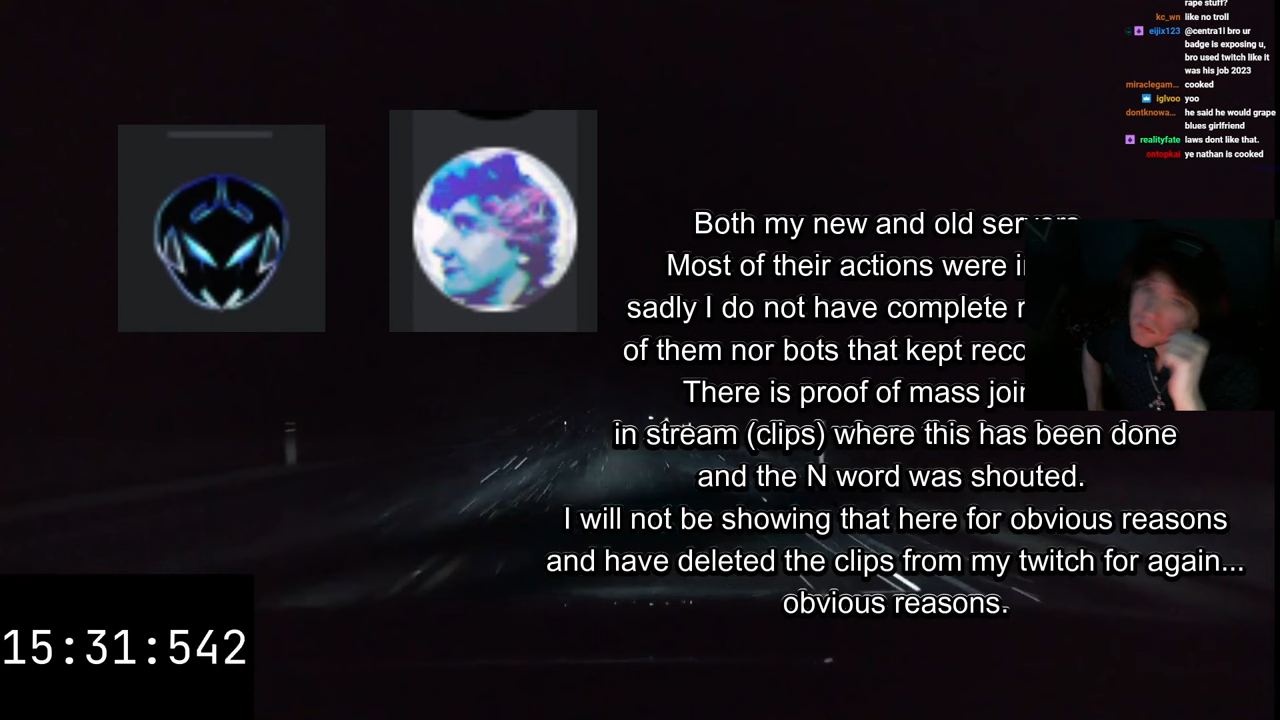 rape stuff?
kc_wn like no troll
eijix123 @centra1l bro ur
badge is exposing u,
bro used twitch like it
was his job 2023
miraclegam... cooked
iglvoo yoo
dontknowa... he said he would grape
blues girlfriend
realityfate laws dont like that.
ontopkai ye nathan is cooked
Both my new and old servers
Most of their actions were
sadly I do not have complete
of them nor bots that kept
There is proof of mass
in stream (clips) where this has been done
and the N word was shouted.
I will not be showing that here for obvious reasons
and have deleted the clips from my twitch for again...
obvious reasons.
15:31:542